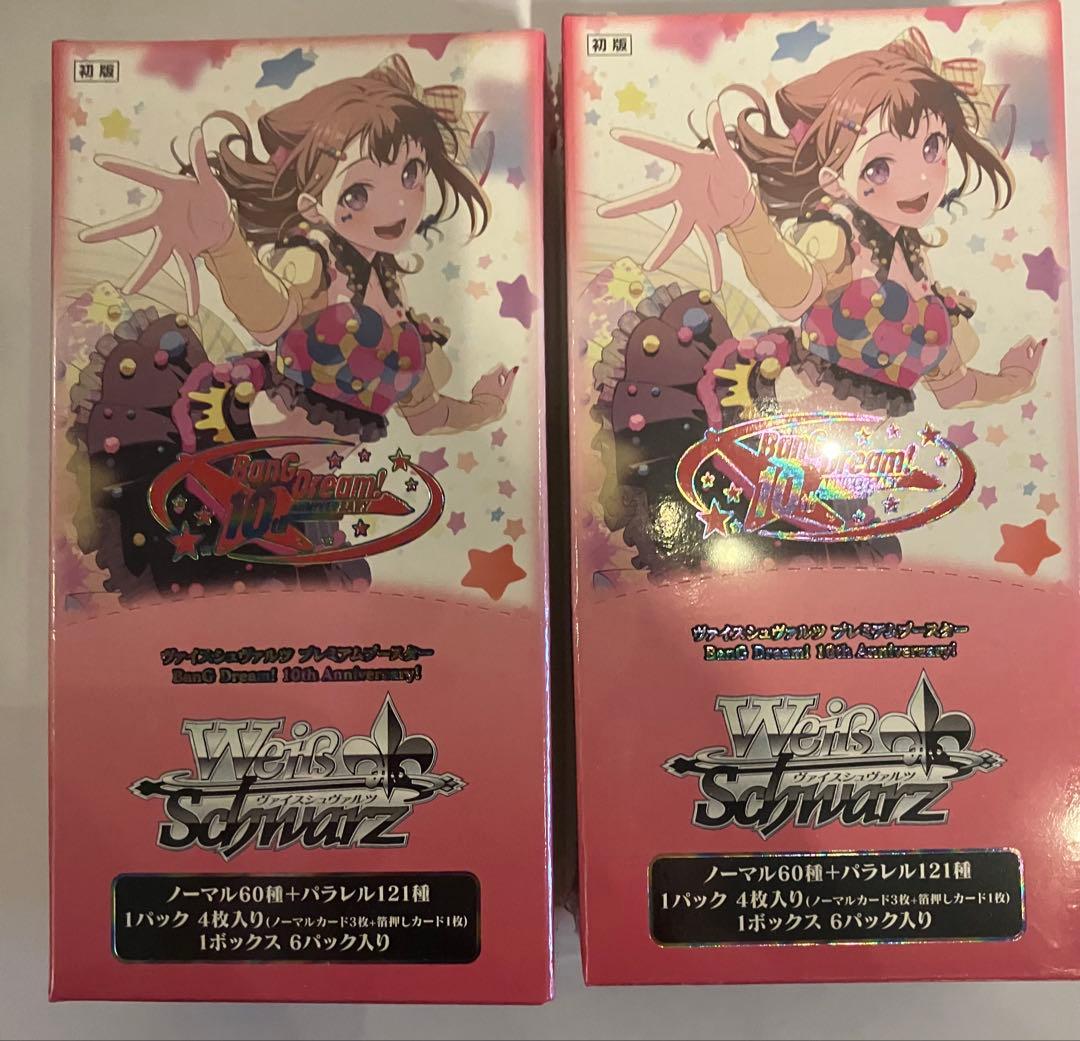 初版
BanG Dream!
10th ANNIVERSARY
ヴァイスシュヴァルツ プレミアムブースター
BanG Dream! 10th Anniversary!
Weiß
ヴァイスシュヴァルツ
Schwarz
ノーマル60種+パラレル121種
1パック 4枚入り(ノーマルカード3枚+箔押しカード1枚)
1ボックス 6パック入り
初版
BanG Dream!
10th ANNIVERSARY
ヴァイスシュヴァルツ プレミアムブースター
BanG Dream! 10th Anniversary!
Weiß
ヴァイスシュヴァルツ
Schwarz
ノーマル60種+パラレル121種
1パック 4枚入り(ノーマルカード3枚+箔押しカード1枚)
1ボックス 6パック入り